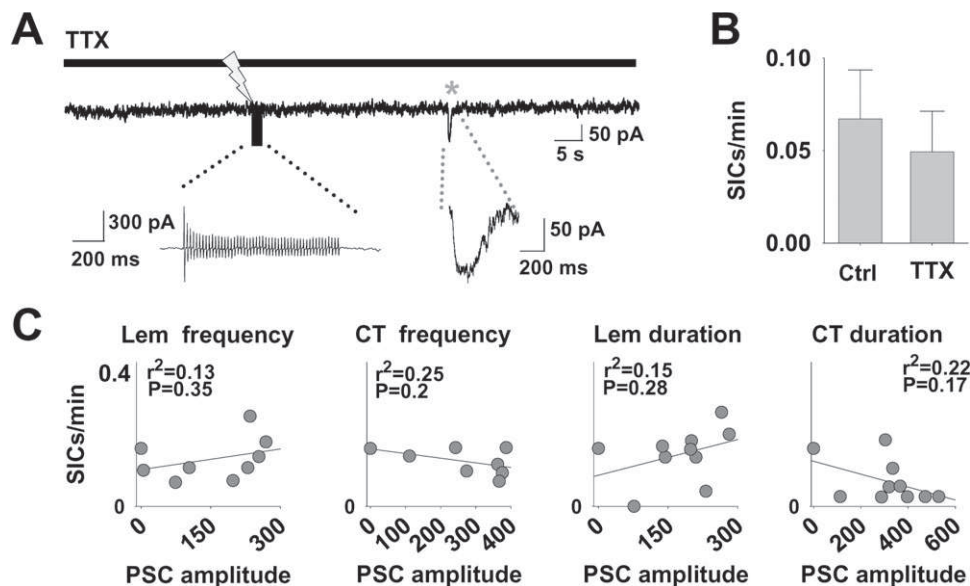 A
TTX
*
50 pA
5 s
300 pA
200 ms
50 pA
200 ms
B
SICs/min
0.10
0.05
0.00
Ctrl
TTX
C
Lem frequency
CT frequency
Lem duration
CT duration
SICs/min
0.4
0
r²=0.13
P=0.35
0
150
300
PSC amplitude
r²=0.25
P=0.2
0
0
100
200
300
400
PSC amplitude
r²=0.15
P=0.28
0
0
150
300
PSC amplitude
r²=0.22
P=0.17
0
0
200
400
600
PSC amplitude